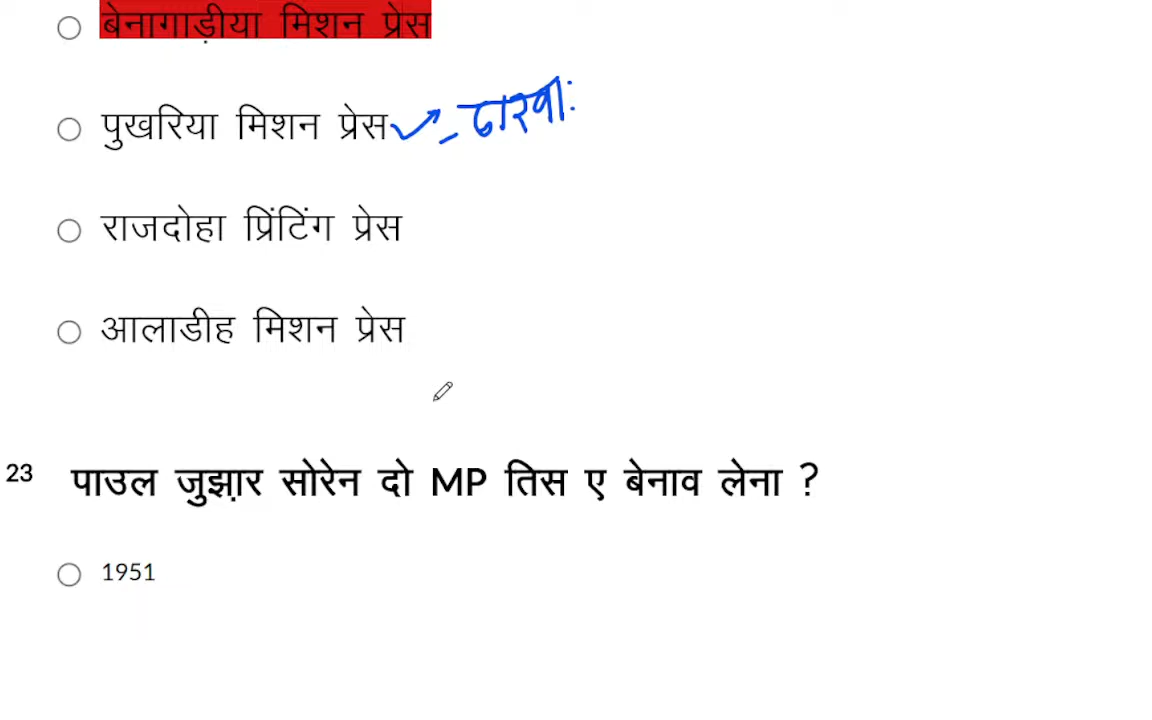 बेनागाड़ीया मिशन प्रेस
पुखरिया मिशन प्रेस
राजदोहा प्रिंटिंग प्रेस
आलाडीह मिशन प्रेस
23 पाउल जुझा़र सोरेन दो MP तिस ए बेनाव लेना ?
1951